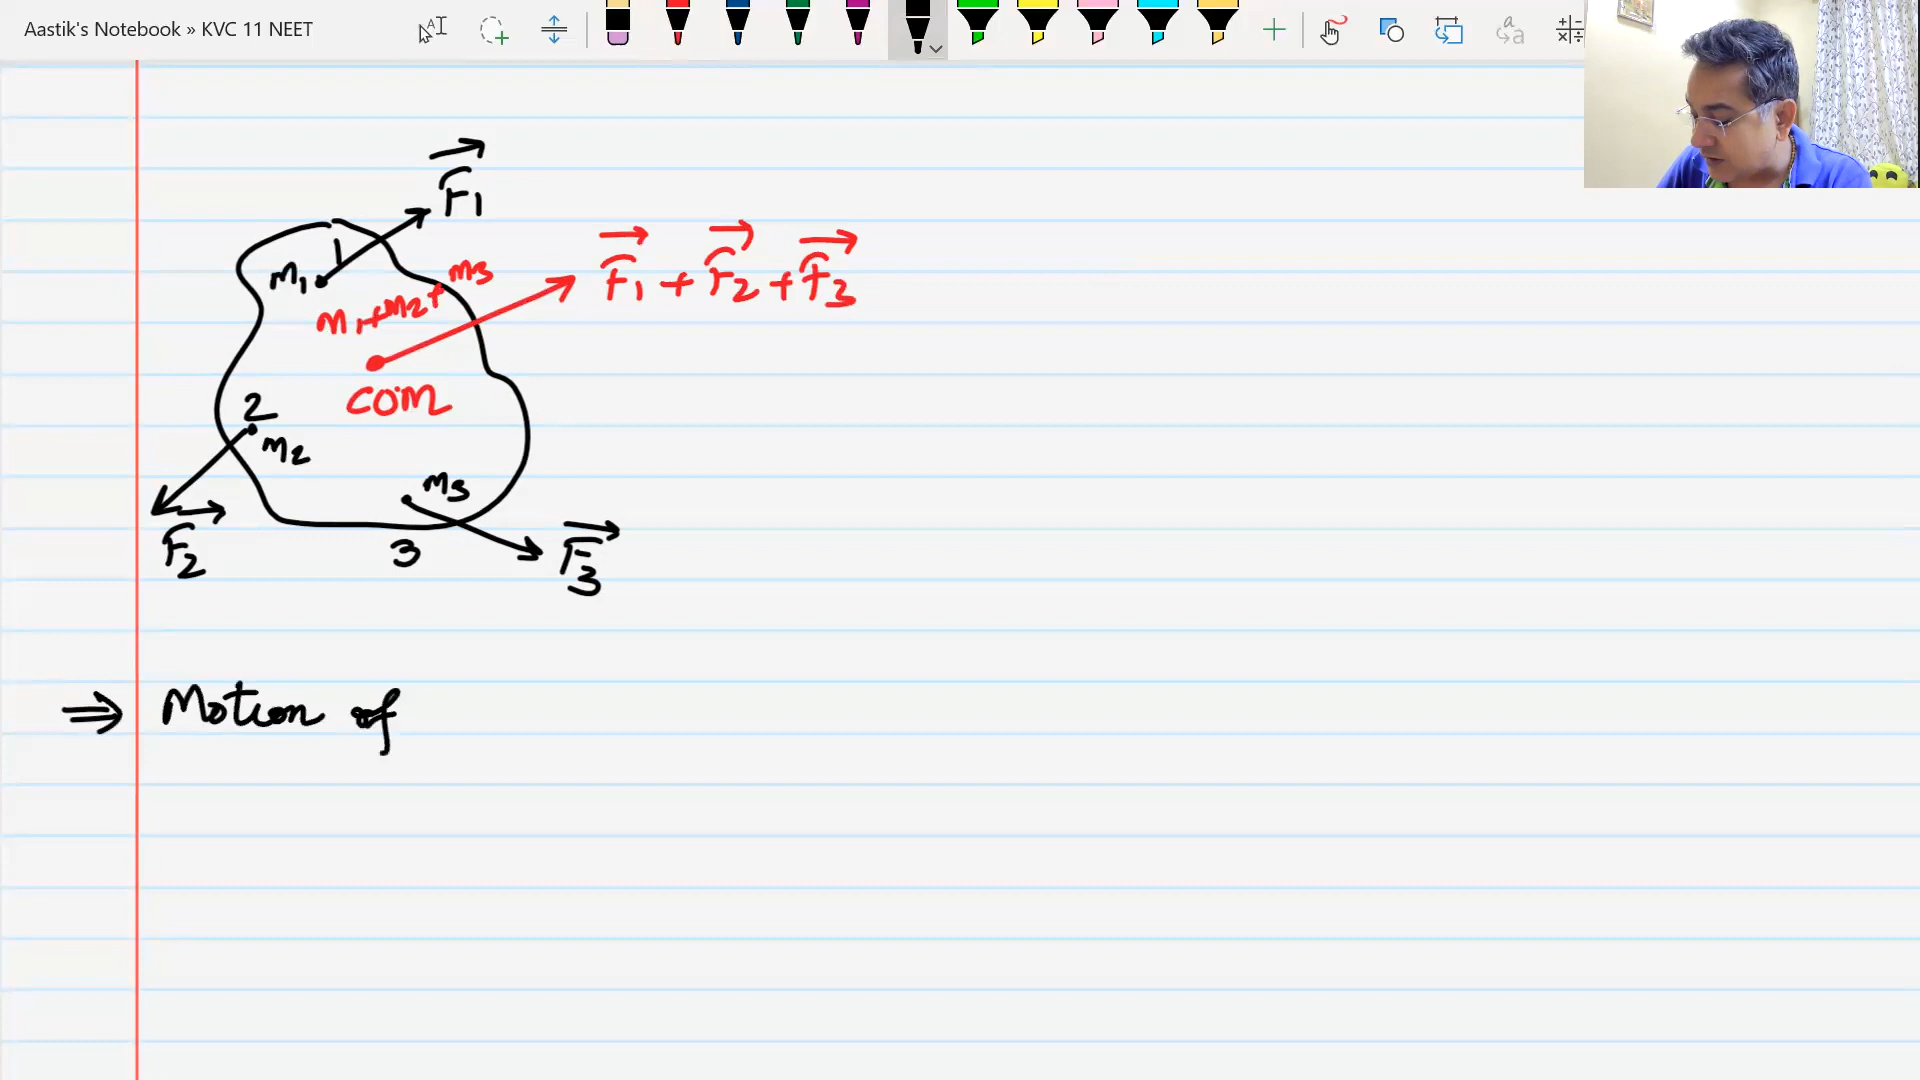 Aastik's Notebook » KVC 11 NEET
F1
1
m1
m1+m2+m3
F1 + F2 + F3
COM
2
m2
m3
F2
3
F3
⇒ Motion of